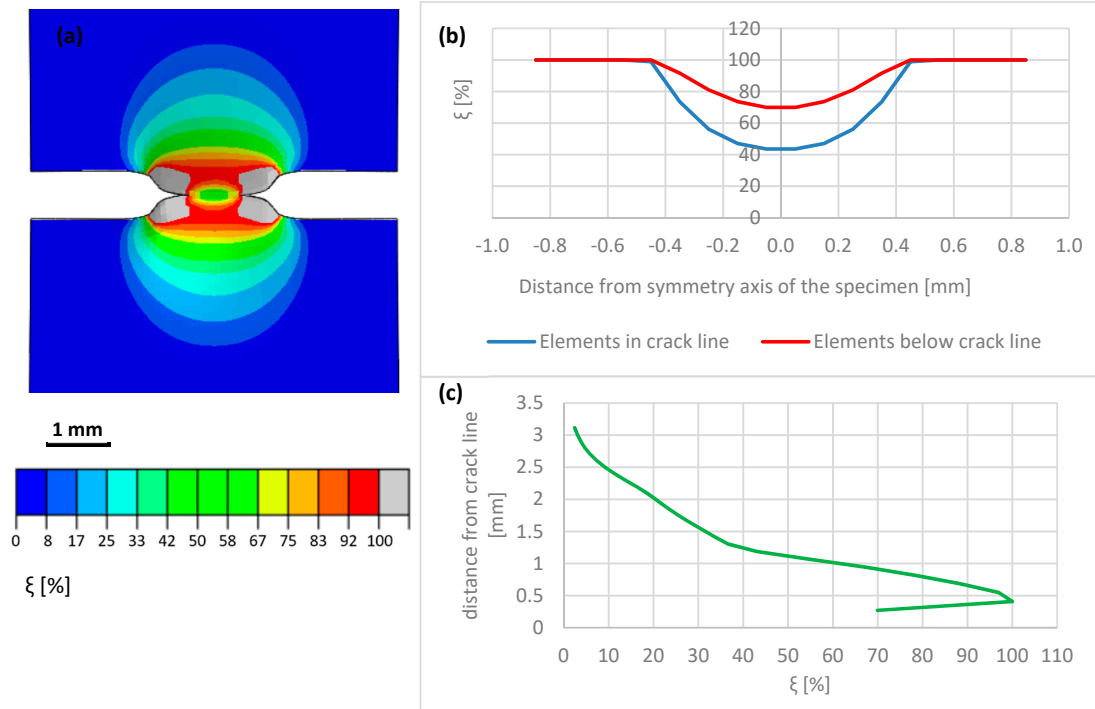 (a)
1 mm
0 8 17 25 33 42 50 58 67 75 83 92 100
ξ [%]
(b)
ξ [%]
120
100
80
60
40
20
0
-1.0 -0.8 -0.6 -0.4 -0.2 0.0 0.2 0.4 0.6 0.8 1.0
Distance from symmetry axis of the specimen [mm]
Elements in crack line Elements below crack line
(c)
distance from crack line
[mm]
3.5
3
2.5
2
1.5
1
0.5
0
0 10 20 30 40 50 60 70 80 90 100 110
ξ [%]